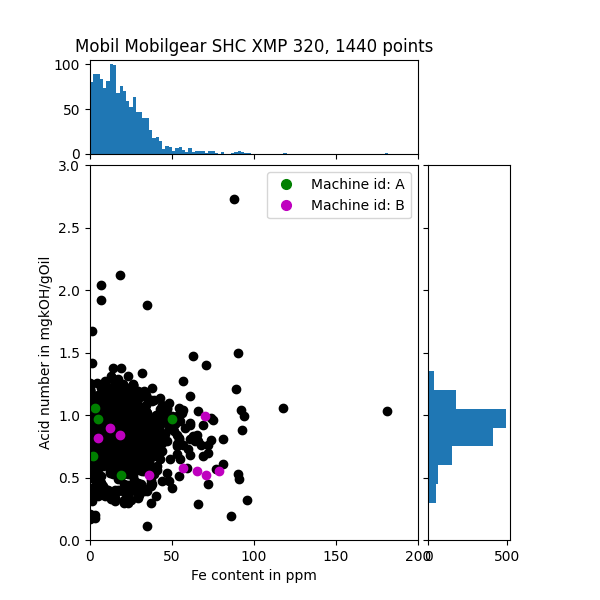 Mobil Mobilgear SHC XMP 320, 1440 points
100
50
0
3.0
2.5
2.0
1.5
1.0
0.5
0.0
Acid number in mgKOH/gOil
Machine id: A
Machine id: B
0 50 100 150 200
0 500
Fe content in ppm